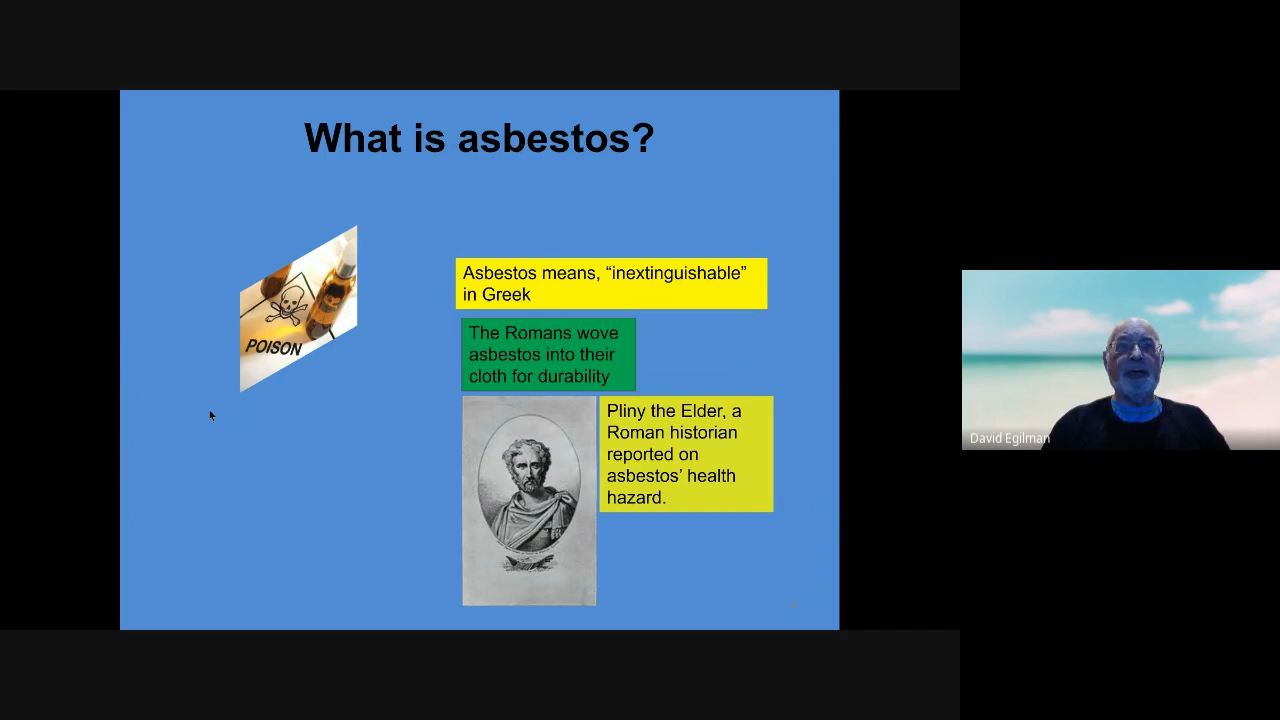 What is asbestos?
POISON
Asbestos means, “inextinguishable”
in Greek
The Romans wove
asbestos into their
cloth for durability
Pliny the Elder, a
Roman historian
reported on
asbestos’ health
hazard.
David Egilman